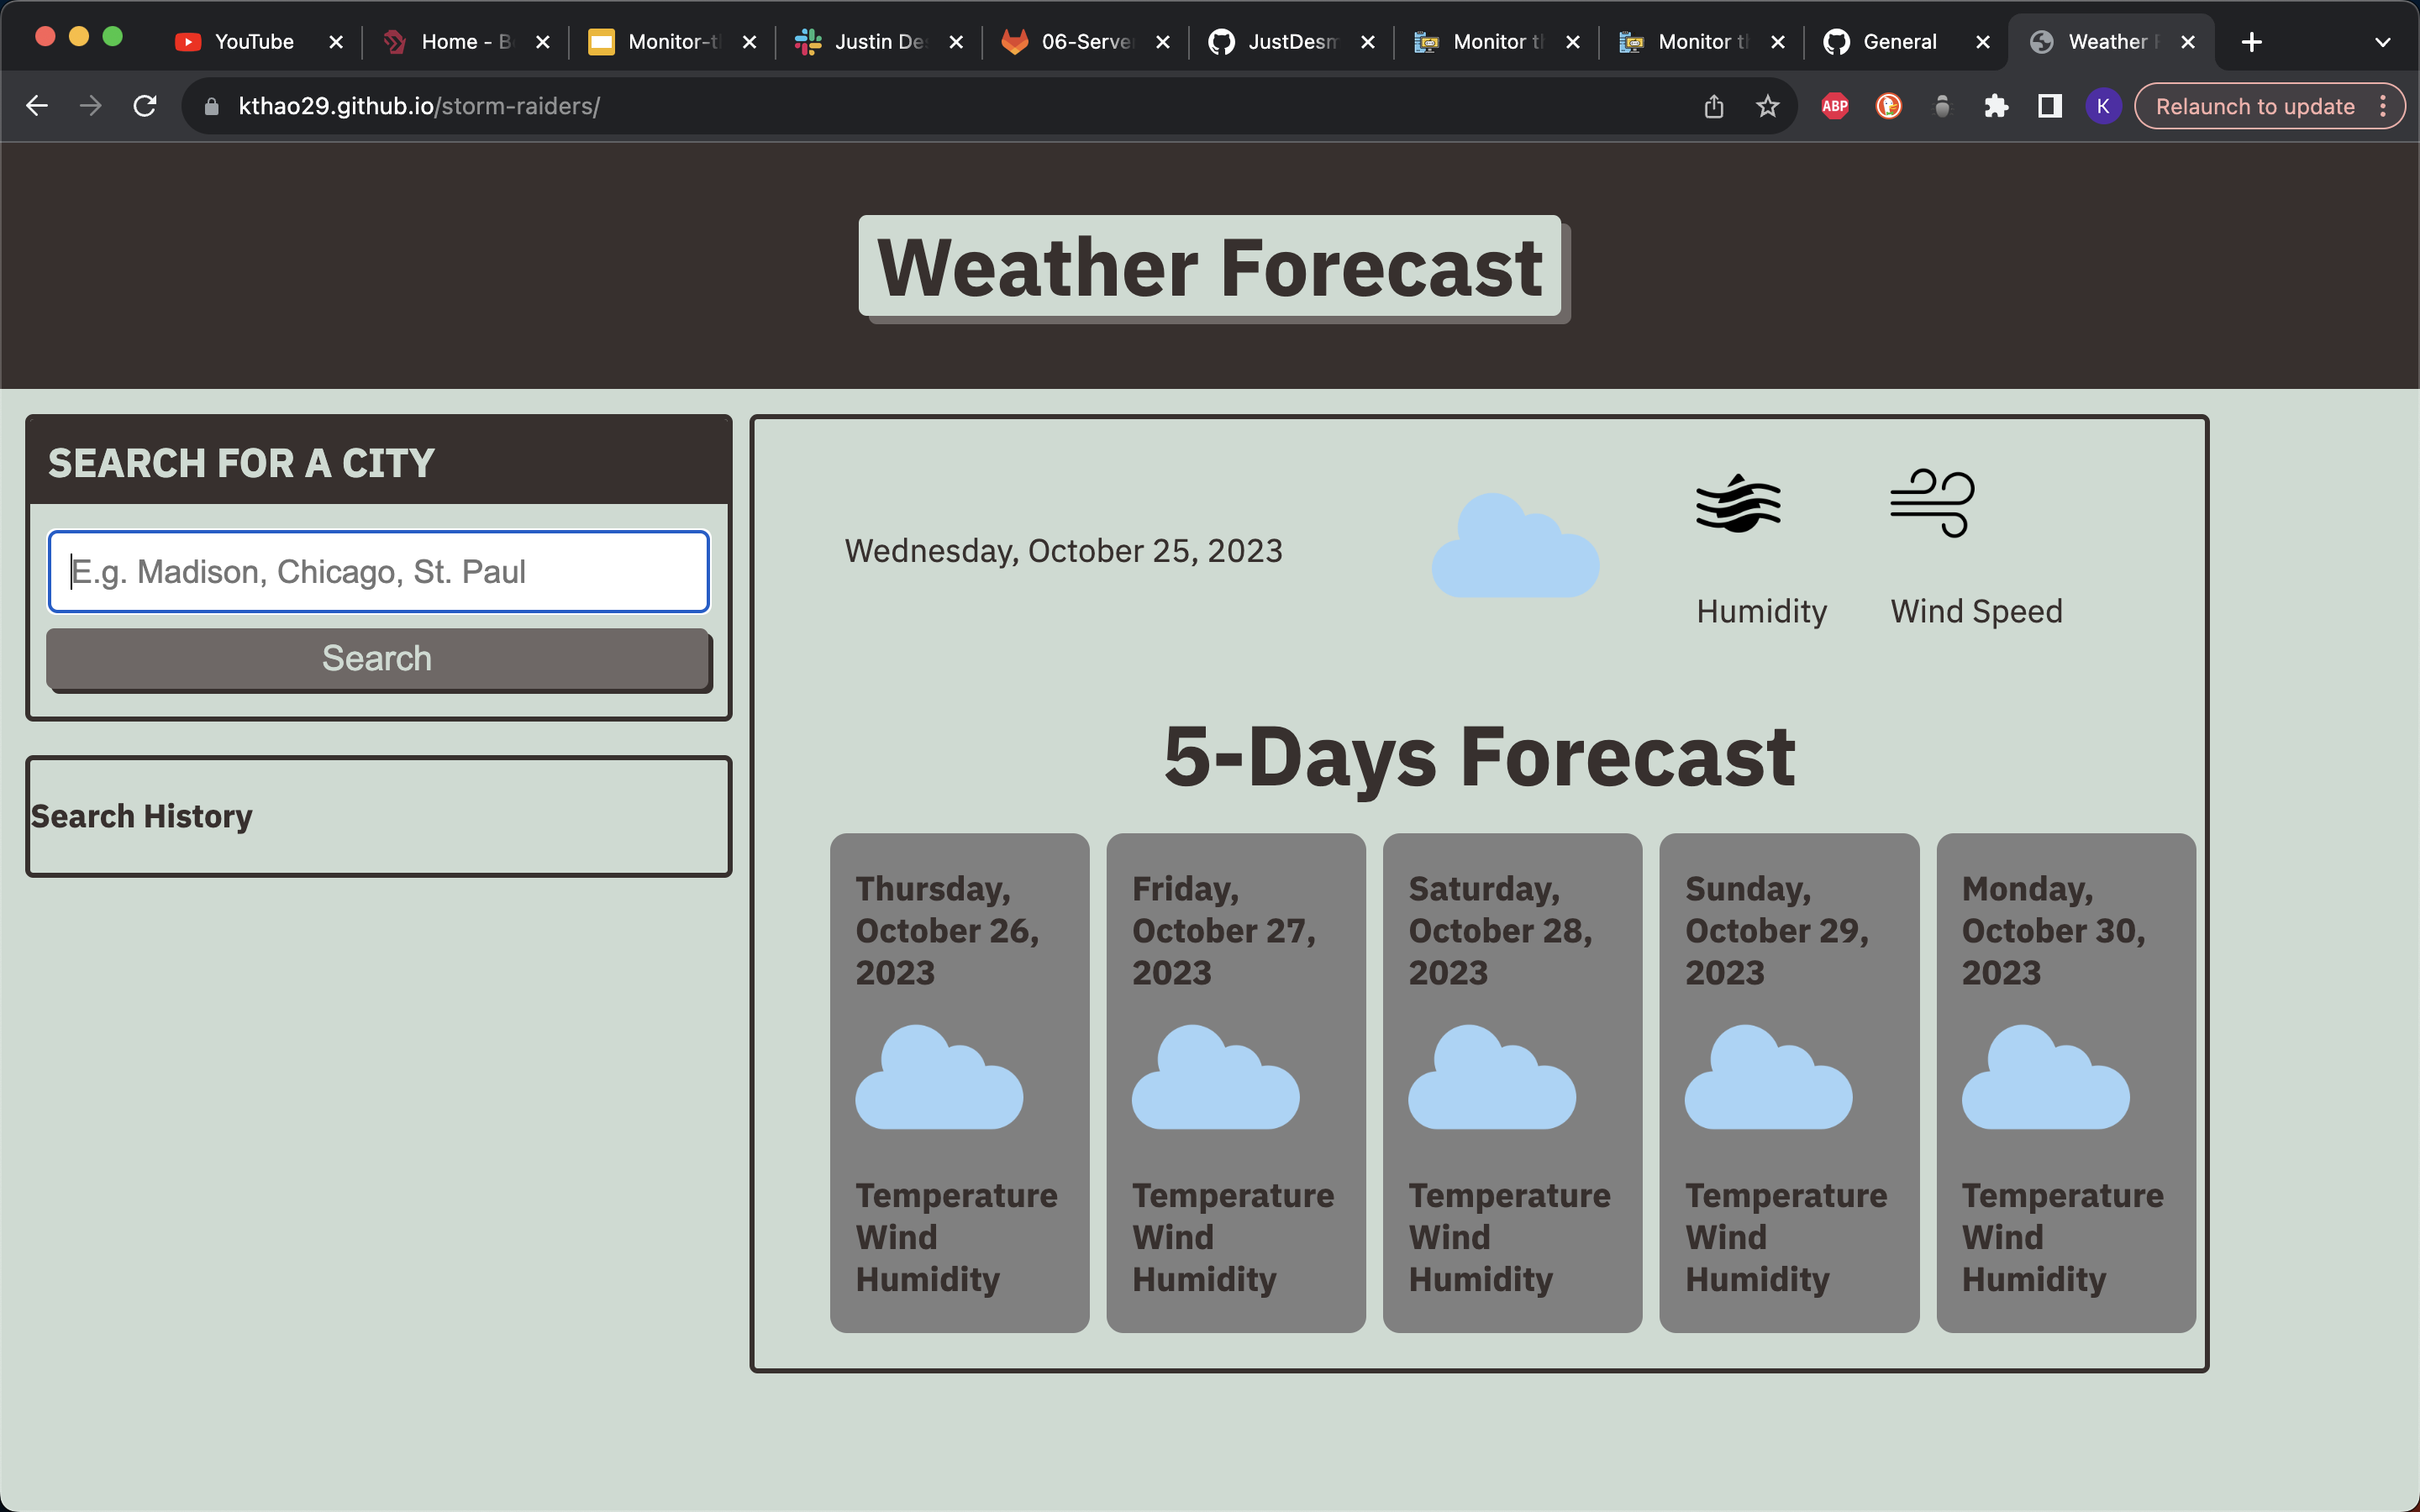 YouTube
Home - B
Monitor-t
Justin De
06-Serve
JustDesm
Monitor t
Monitor t
General
Weather
kthao29.github.io/storm-raiders/
ABP
K
Relaunch to update
Weather Forecast
SEARCH FOR A CITY
E.g. Madison, Chicago, St. Paul
Search
Search History
Wednesday, October 25, 2023
Humidity
Wind Speed
5-Days Forecast
Thursday,
October 26,
2023
Temperature
Wind
Humidity
Friday,
October 27,
2023
Temperature
Wind
Humidity
Saturday,
October 28,
2023
Temperature
Wind
Humidity
Sunday,
October 29,
2023
Temperature
Wind
Humidity
Monday,
October 30,
2023
Temperature
Wind
Humidity